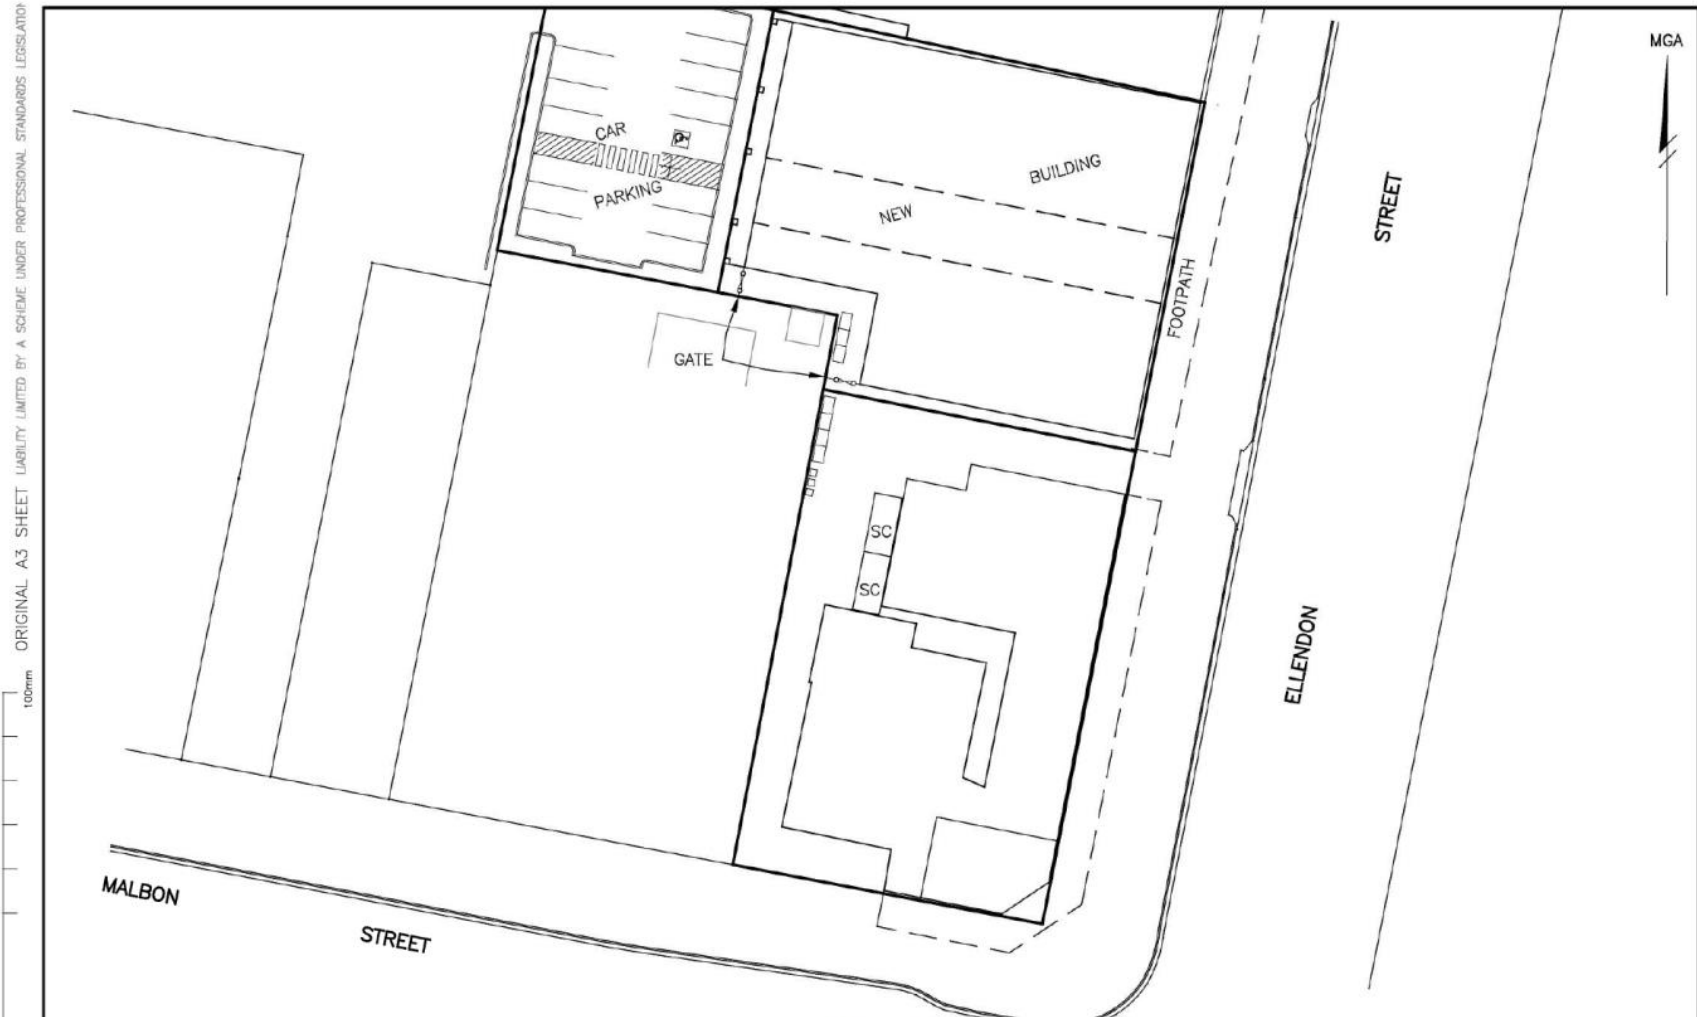 ORIGINAL A3 SHEET LIABILITY LIMITED BY A SCHEME UNDER PROFESSIONAL STANDARDS LEGISLATION
100mm
MGA
CAR
PARKING
NEW
BUILDING
STREET
FOOTPATH
GATE
SC
SC
ELLENDON
MALBON
STREET